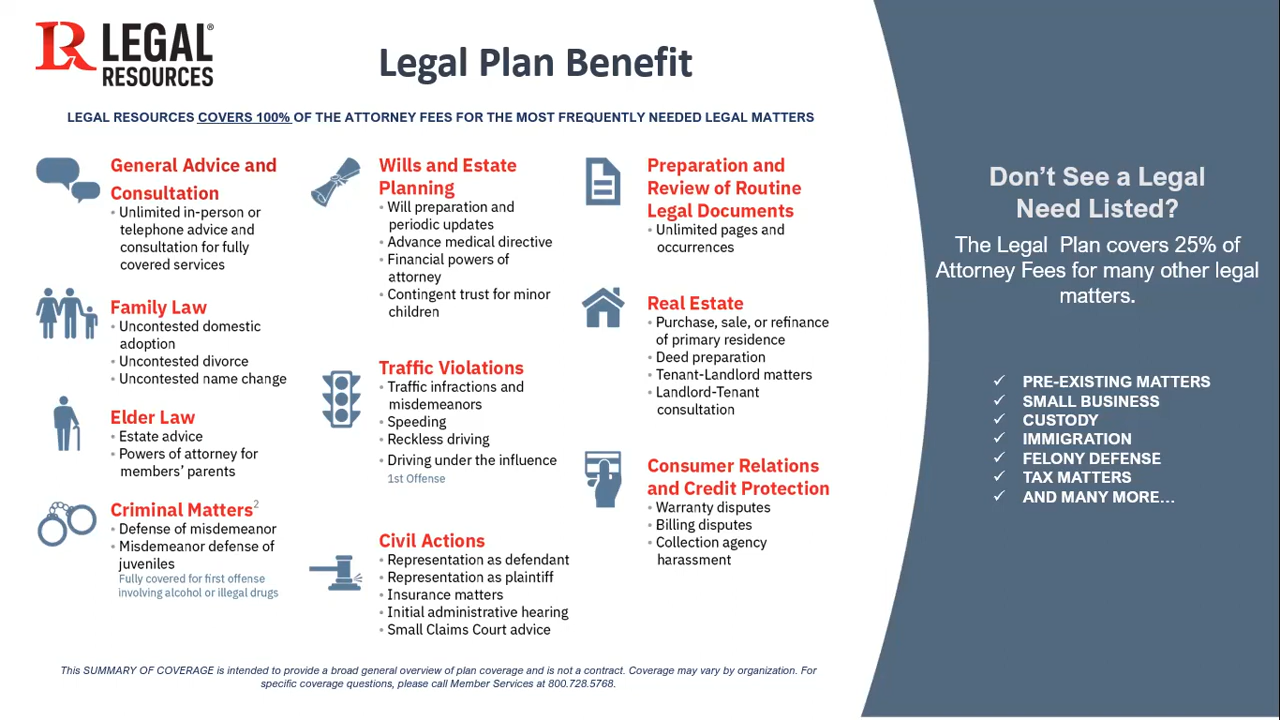 LR LEGAL®
RESOURCES
Legal Plan Benefit
LEGAL RESOURCES COVERS 100% OF THE ATTORNEY FEES FOR THE MOST FREQUENTLY NEEDED LEGAL MATTERS
General Advice and
Consultation
• Unlimited in-person or
telephone advice and
consultation for fully
covered services
Family Law
• Uncontested domestic
adoption
• Uncontested divorce
• Uncontested name change
Elder Law
• Estate advice
• Powers of attorney for
members’ parents
Criminal Matters2
• Defense of misdemeanor
• Misdemeanor defense of
juveniles
Fully covered for first offense
involving alcohol or illegal drugs
Wills and Estate
Planning
• Will preparation and
periodic updates
• Advance medical directive
• Financial powers of
attorney
• Contingent trust for minor
children
Traffic Violations
• Traffic infractions and
misdemeanors
• Speeding
• Reckless driving
• Driving under the influence
1st Offense
Civil Actions
• Representation as defendant
• Representation as plaintiff
• Insurance matters
• Initial administrative hearing
• Small Claims Court advice
Preparation and
Review of Routine
Legal Documents
• Unlimited pages and
occurrences
Real Estate
• Purchase, sale, or refinance
of primary residence
• Deed preparation
• Tenant-Landlord matters
• Landlord-Tenant
consultation
Consumer Relations
and Credit Protection
• Warranty disputes
• Billing disputes
• Collection agency
harassment
This SUMMARY OF COVERAGE is intended to provide a broad general overview of plan coverage and is not a contract. Coverage may vary by organization. For
specific coverage questions, please call Member Services at 800.728.5768.
Don’t See a Legal
Need Listed?
The Legal Plan covers 25% of
Attorney Fees for many other legal
matters.
✓ PRE-EXISTING MATTERS
✓ SMALL BUSINESS
✓ CUSTODY
✓ IMMIGRATION
✓ FELONY DEFENSE
✓ TAX MATTERS
✓ AND MANY MORE…